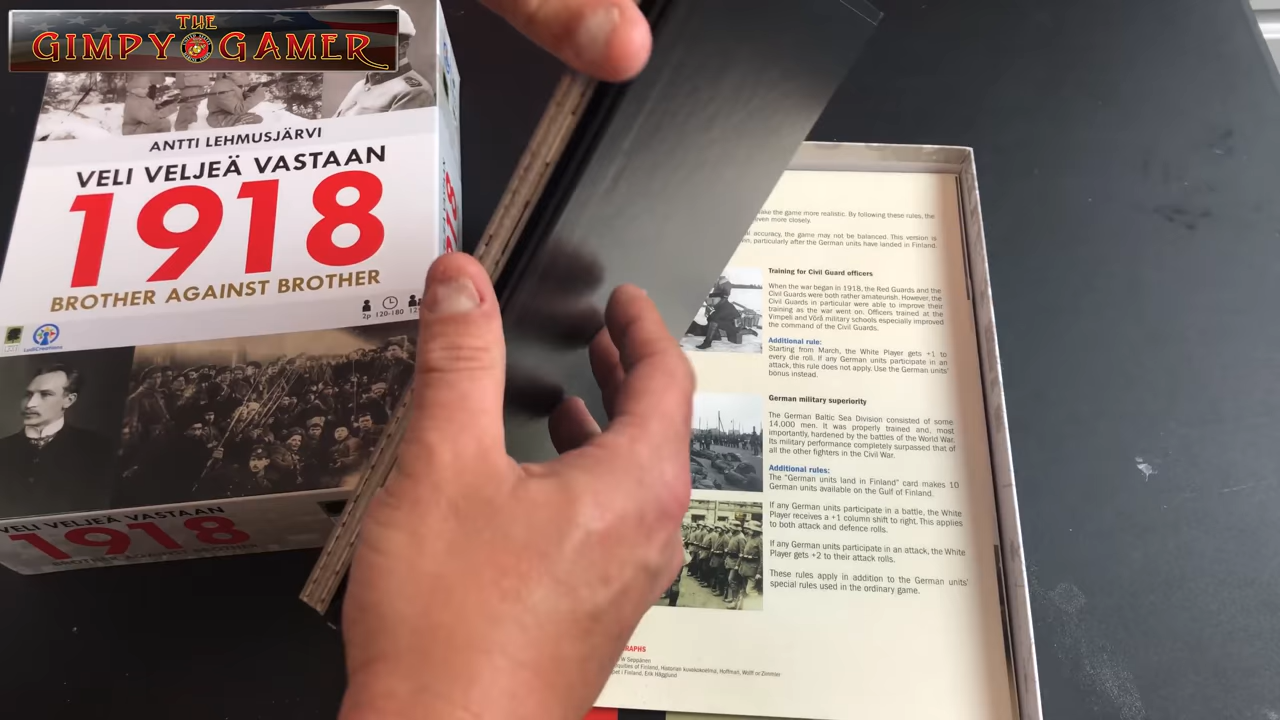 THE
GIMPY GAMER
ANTTI LEHMUSJÄRVI
VELI VELJEÄ VASTAAN
1918
BROTHER AGAINST BROTHER
2p 120-180
VELI VELJEÄ VASTAAN
1918
the game more realistic. By following these rules, the
even more closely.
accuracy, the game may not be balanced. This version is
particularly after the German units have landed in Finland.
Training for Civil Guard officers
When the war began in 1918, the Red Guards and the
Civil Guards were both rather amateurish. However, the
Civil Guards in particular were able to improve their
training as the war went on. Officers trained at the
Vimpeli and Vörå military schools especially improved
the command of the Civil Guards.
Additional rule:
Starting from March, the White Player gets +1 to
every die roll. If any German units participate in an
attack, this rule does not apply. Use the German units'
bonus instead.
German military superiority
The German Baltic Sea Division consisted of some
14,000 men. It was properly trained and, most
importantly, hardened by the battles of the World War.
Its military performance completely surpassed that of
all the other fighters in the Civil War.
Additional rules:
The "German units land in Finland" card makes 10
German units available on the Gulf of Finland.
If any German units participate in a battle, the White
Player receives a +1 column shift to right. This applies
to both attack and defence rolls.
If any German units participate in an attack, the White
Player gets +2 to their attack rolls.
These rules apply in addition to the German units'
special rules used in the ordinary game.
W Seppänen
of Finland, Historian kuvakokoelma, Hoffman, Wolff
in Finland, Erik Hägglund